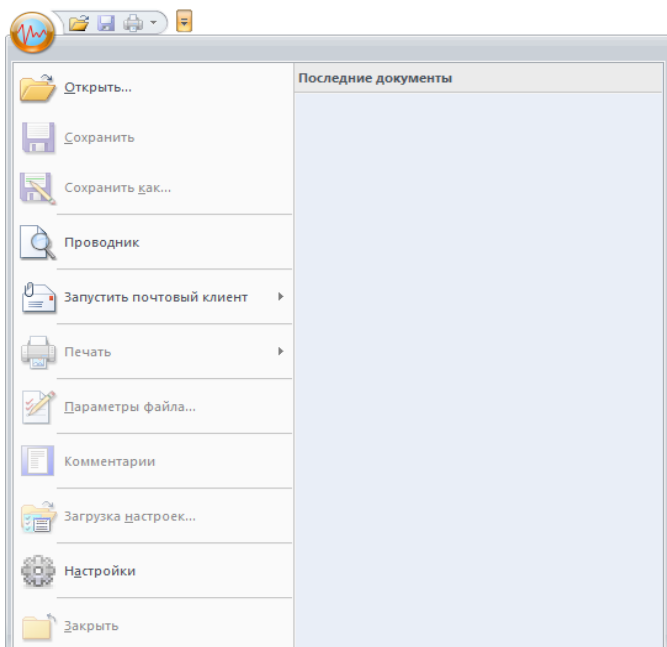 Последние документы
Открыть...
Сохранить
Сохранить как...
Проводник
Запустить почтовый клиент
Печать
Параметры файла...
Комментарии
Загрузка настроек...
Настройки
Закрыть